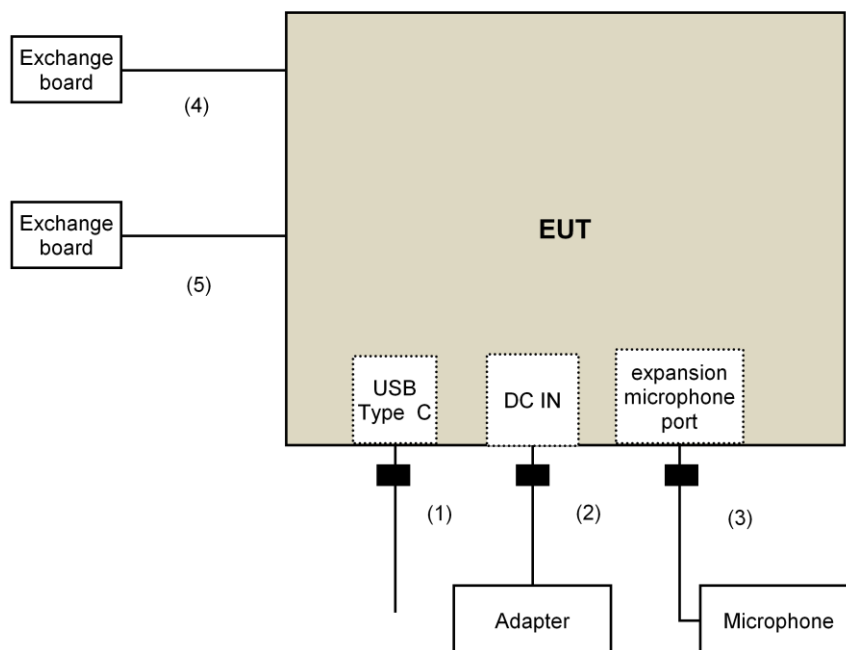 Exchange
board
(4)
Exchange
board
(5)
EUT
USB
Type C
DC IN
expansion
microphone
port
(1)
(2)
(3)
Adapter
Microphone